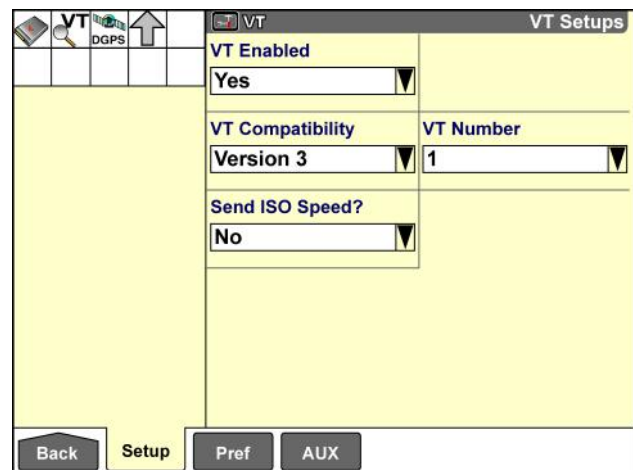 VT
DGPS
VT
VT Setups
VT Enabled
Yes
VT Compatibility
VT Number
Version 3
1
Send ISO Speed?
No
Back
Setup
Pref
AUX